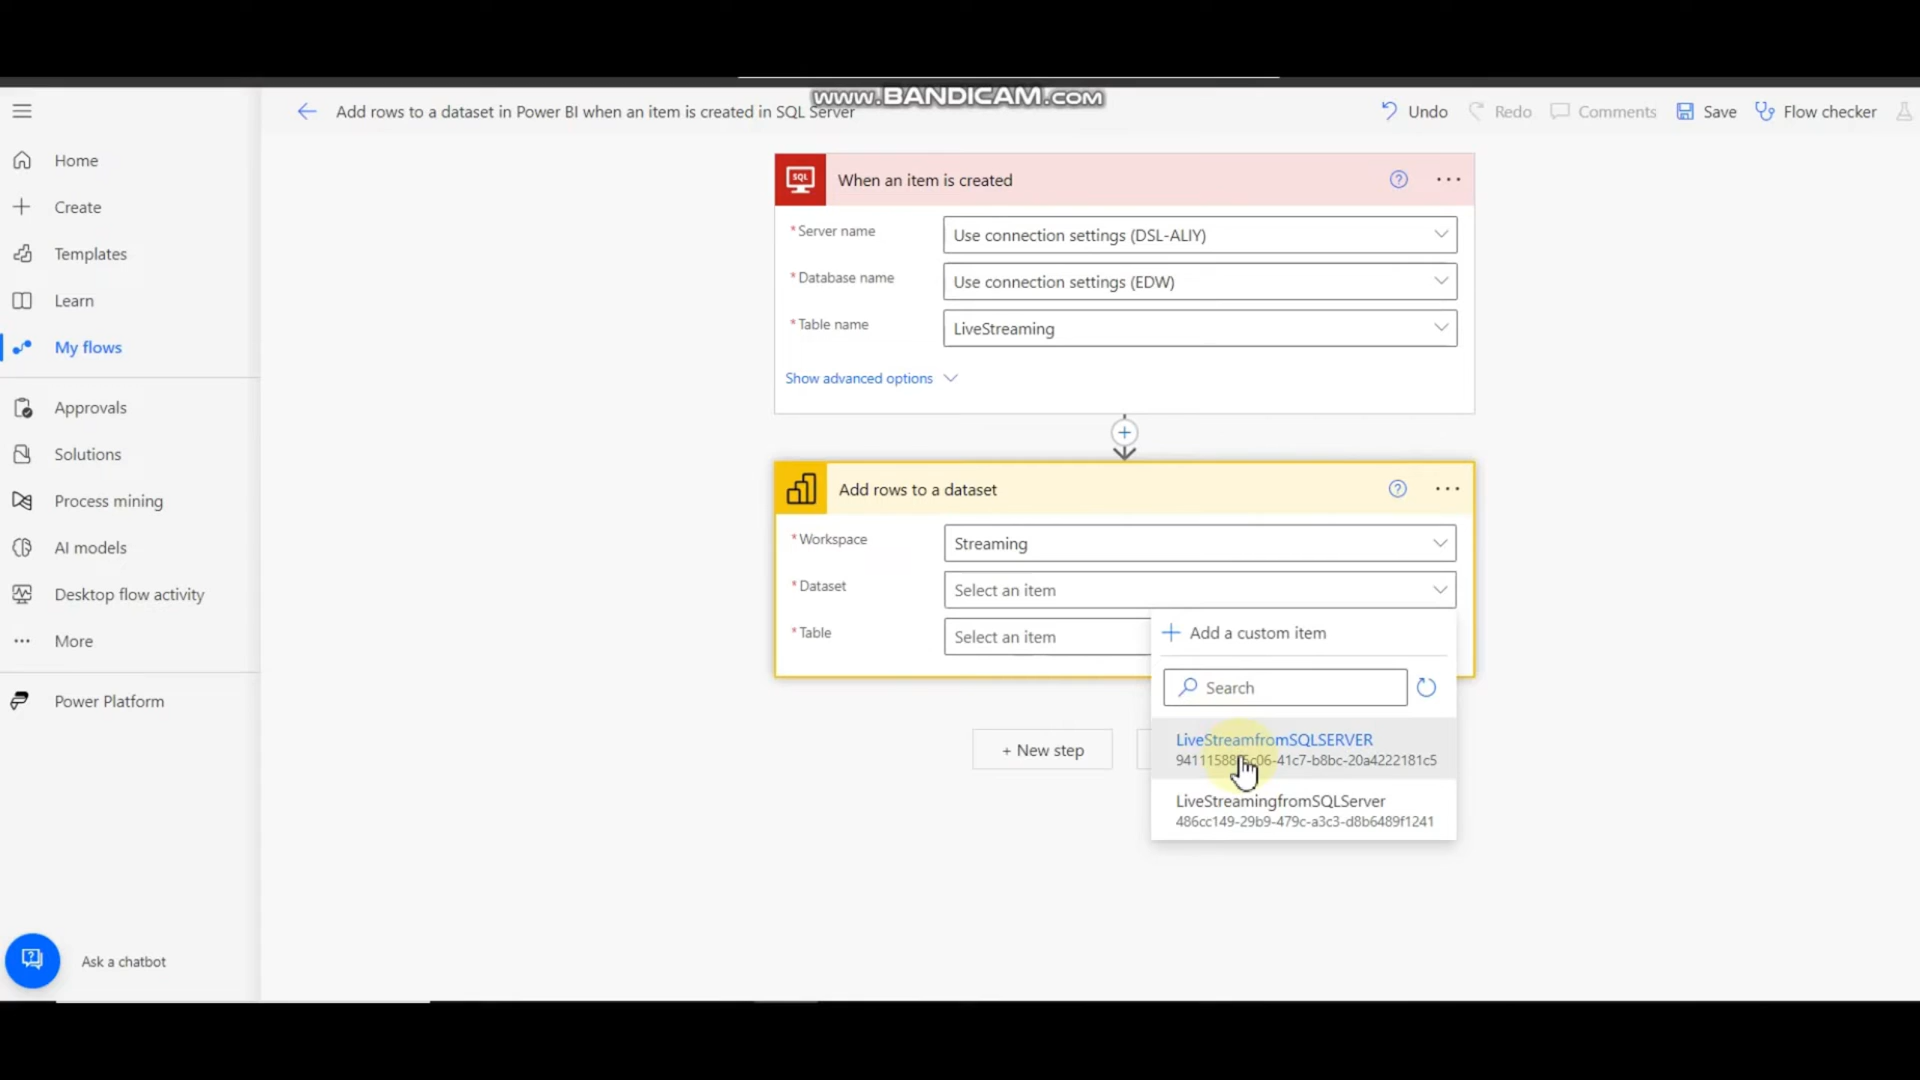 www.BANDICAM.com
Add rows to a dataset in Power BI when an item is created in SQL Server
Undo
Redo
Comments
Save
Flow checker
Home
Create
Templates
Learn
My flows
Approvals
Solutions
Process mining
AI models
Desktop flow activity
More
Power Platform
Ask a chatbot
SQL
When an item is created
* Server name
Use connection settings (DSL-ALIY)
* Database name
Use connection settings (EDW)
* Table name
LiveStreaming
Show advanced options
Add rows to a dataset
* Workspace
Streaming
* Dataset
Select an item
* Table
Select an item
Add a custom item
Search
LiveStreamfromSQLSERVER
LiveStreamingfromSQLServer
486cc149-29b9-479c-a3c3-d8b6489f1241
+ New step